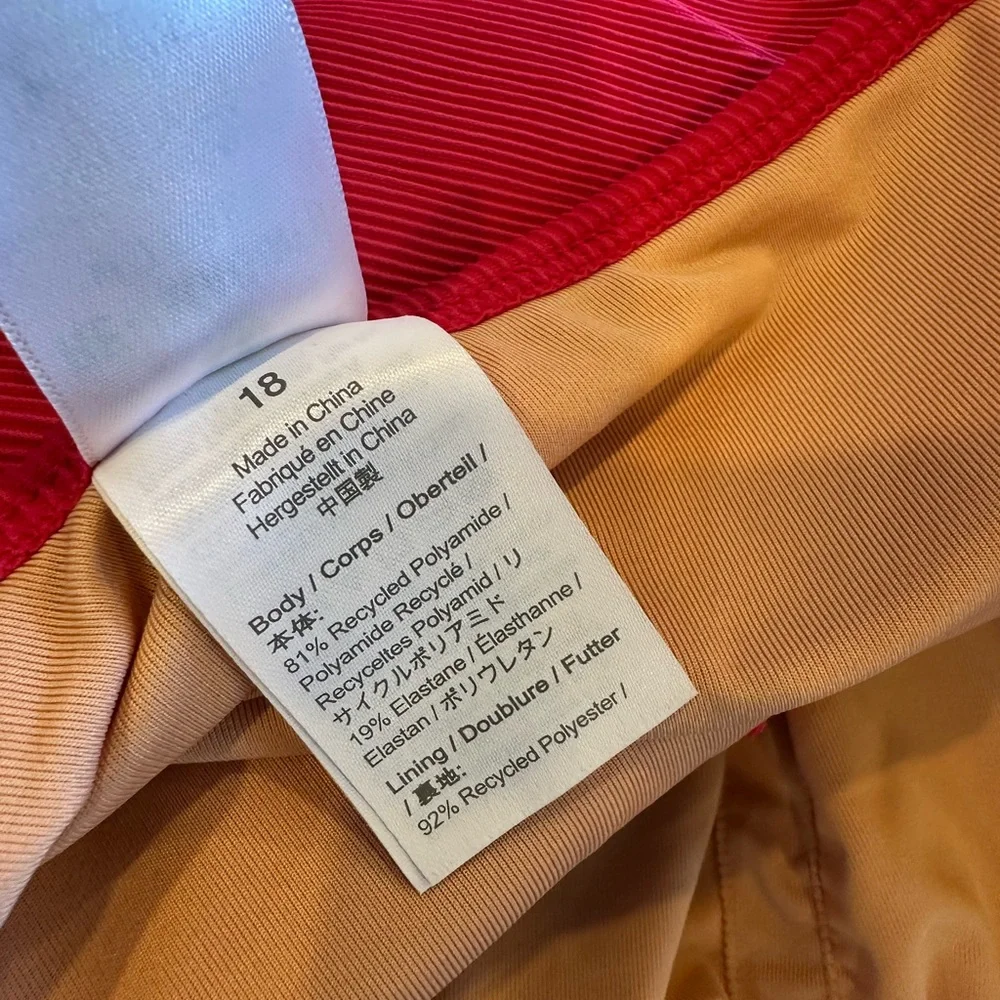 18
Made in China
Fabriqué en Chine
Hergestellt in China
中国製
Body / Corps / Oberteil /
本体:
81% Recycled Polyamide /
Polyamide Recyclé /
Recyceltes Polyamid / リ
サイクルポリアミド
19% Elastane / Élasthanne /
Elastan / ポリウレタン
Lining / Doublure / Futter
/ 裏地:
92% Recycled Polyester /